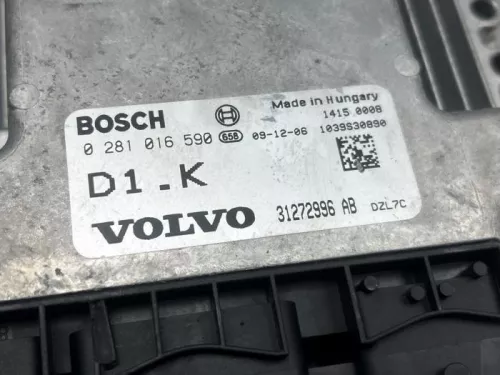 BOSCH
Made in Hungary
1415 0008
0 281 016 590 658 09-12-06 1039S30890
D1.K
VOLVO 31272996 AB DZL7C